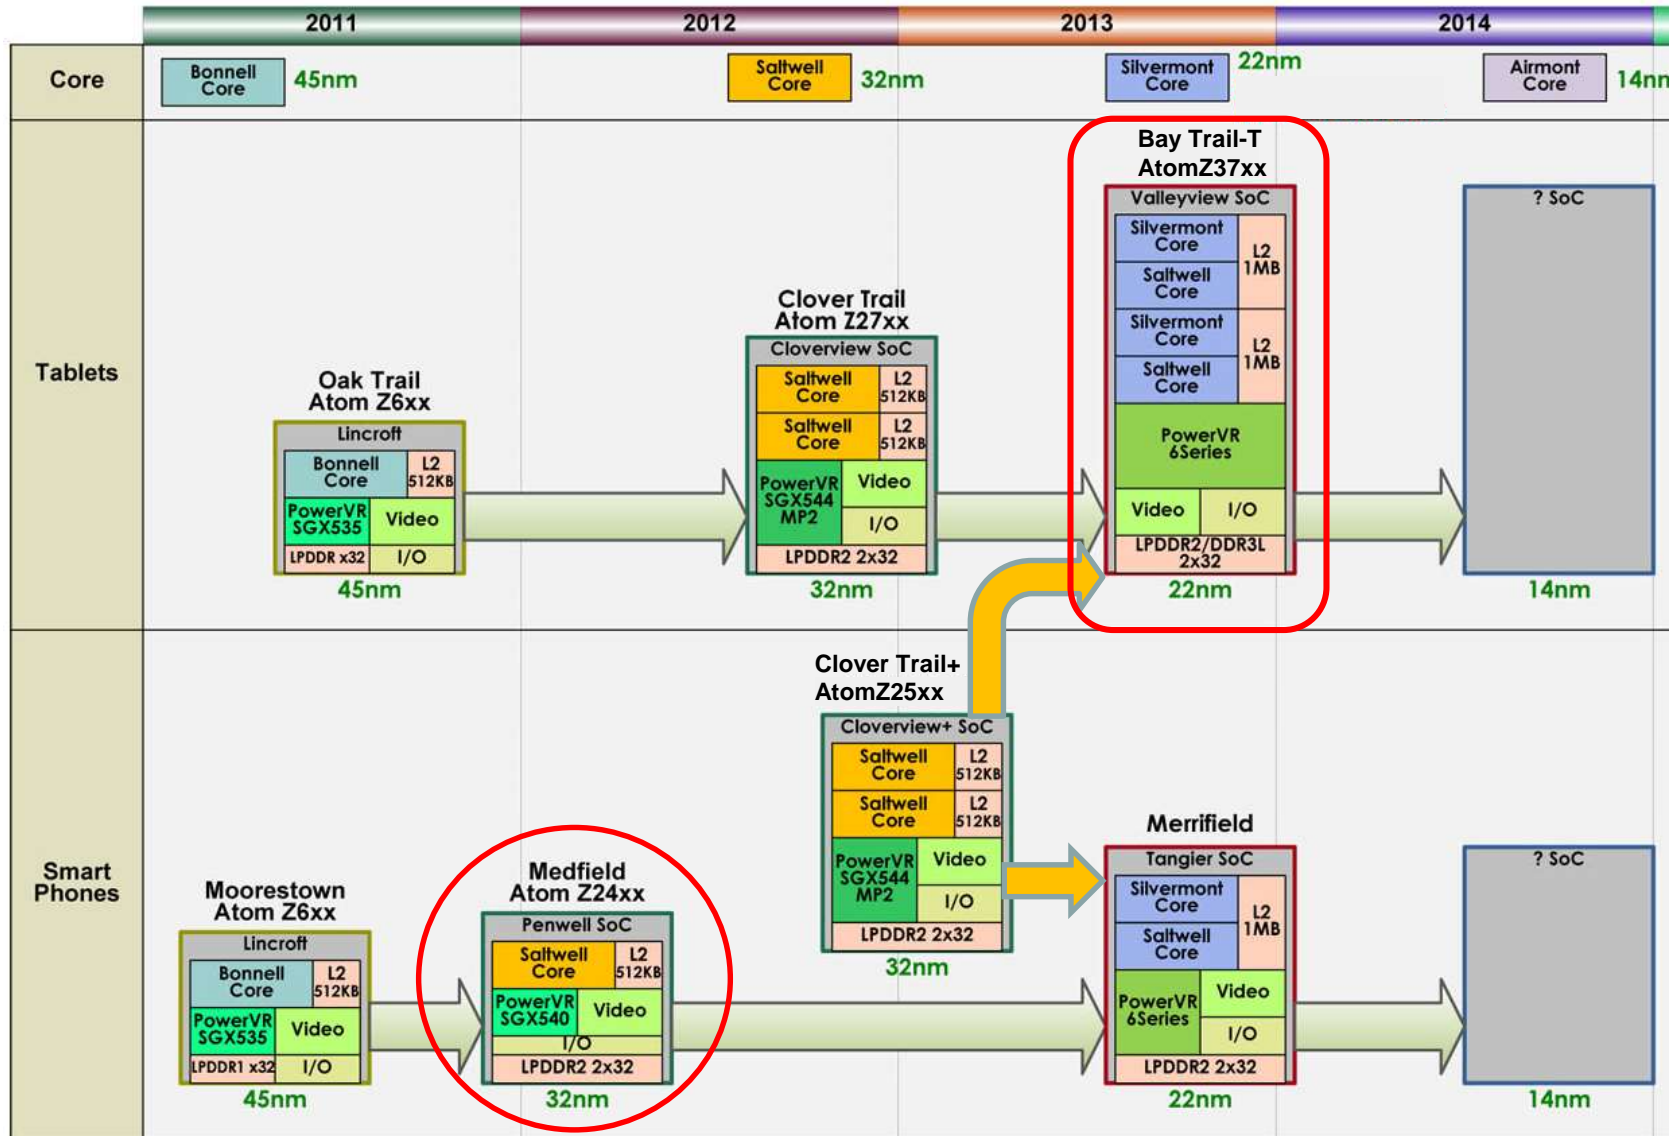 2011
2012
2013
2014
Core
Bonnell
Core
45nm
Saltwell
Core
32nm
Silvermont
Core
22nm
Airmont
Core
14nm
Tablets
Oak Trail
Atom Z6xx
Lincroft
Bonnell
Core
L2
512KB
PowerVR
SGX535
Video
LPDDR x32
I/O
45nm
Clover Trail
Atom Z27xx
Cloverview SoC
Saltwell
Core
L2
512KB
Saltwell
Core
L2
512KB
PowerVR
SGX544
MP2
Video
I/O
LPDDR2 2x32
32nm
Bay Trail-T
AtomZ37xx
Valleyview SoC
Silvermont
Core
L2
1MB
Saltwell
Core
Silvermont
Core
L2
1MB
Saltwell
Core
PowerVR
6Series
Video
I/O
LPDDR2/DDR3L
2x32
22nm
? SoC
14nm
Smart
Phones
Moorestown
Atom Z6xx
Lincroft
Bonnell
Core
L2
512KB
PowerVR
SGX535
Video
LPDDR1 x32
I/O
45nm
Medfield
Atom Z24xx
Penwell SoC
Saltwell
Core
L2
512KB
PowerVR
SGX540
Video
I/O
LPDDR2 2x32
32nm
Clover Trail+
AtomZ25xx
Cloverview+ SoC
Saltwell
Core
L2
512KB
Saltwell
Core
L2
512KB
PowerVR
SGX544
MP2
Video
I/O
LPDDR2 2x32
32nm
Merrifield
Tangier SoC
Silvermont
Core
L2
1MB
Saltwell
Core
PowerVR
6Series
Video
I/O
LPDDR2 2x32
22nm
? SoC
14nm